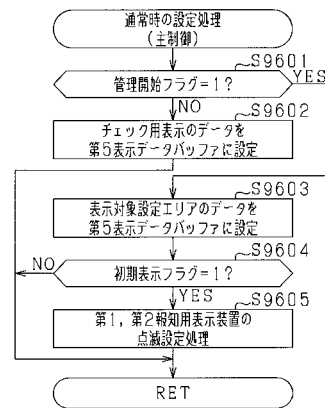 通常時の設定処理
(主制御)
S9601
管理開始フラグ=1?
YES
NO
S9602
チェック用表示のデータを
第5表示データバッファに設定
S9603
表示対象設定エリアのデータを
第5表示データバッファに設定
S9604
NO
初期表示フラグ=1?
YES
S9605
第1,第2報知用表示装置の
点滅設定処理
RET